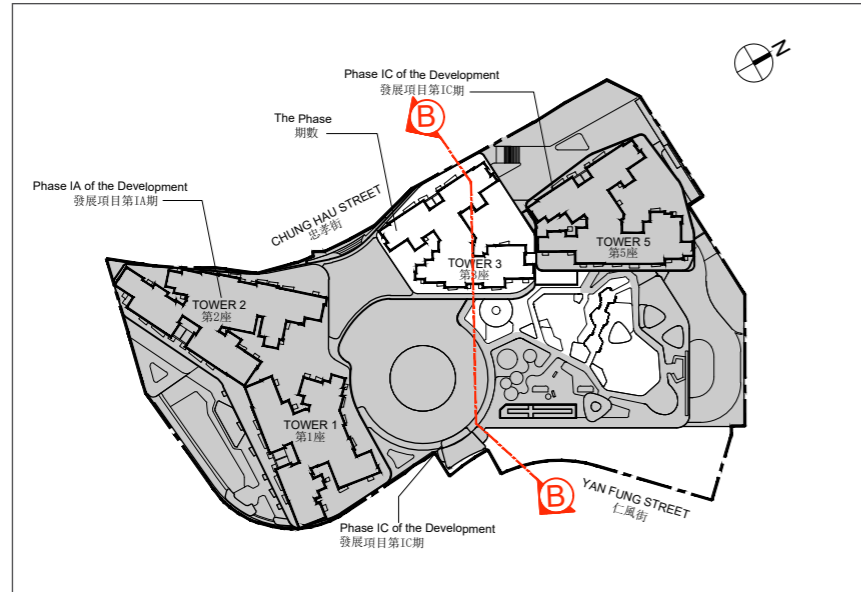 N
Phase IC of the Development
發展項目第IC期
B
The Phase
期數
Phase IA of the Development
發展項目第IA期
CHUNG HAU STREET
忠孝街
TOWER 5
第5座
TOWER 3
第3座
TOWER 2
第2座
TOWER 1
第1座
B
YAN FUNG STREET
仁風街
Phase IC of the Development
發展項目第IC期